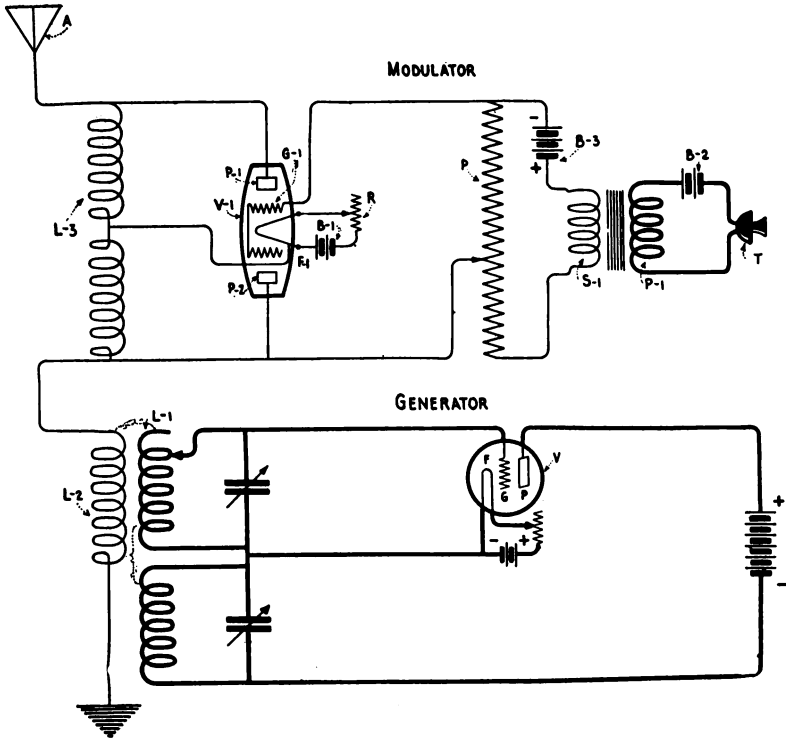 A
MODULATOR
P-1
G-1
V-1
R
B-1
F-1
P-2
L-3
P
-
+
B-3
B-2
S-1
P-1
T
GENERATOR
L-1
L-2
F
G
P
V
- +
+
-